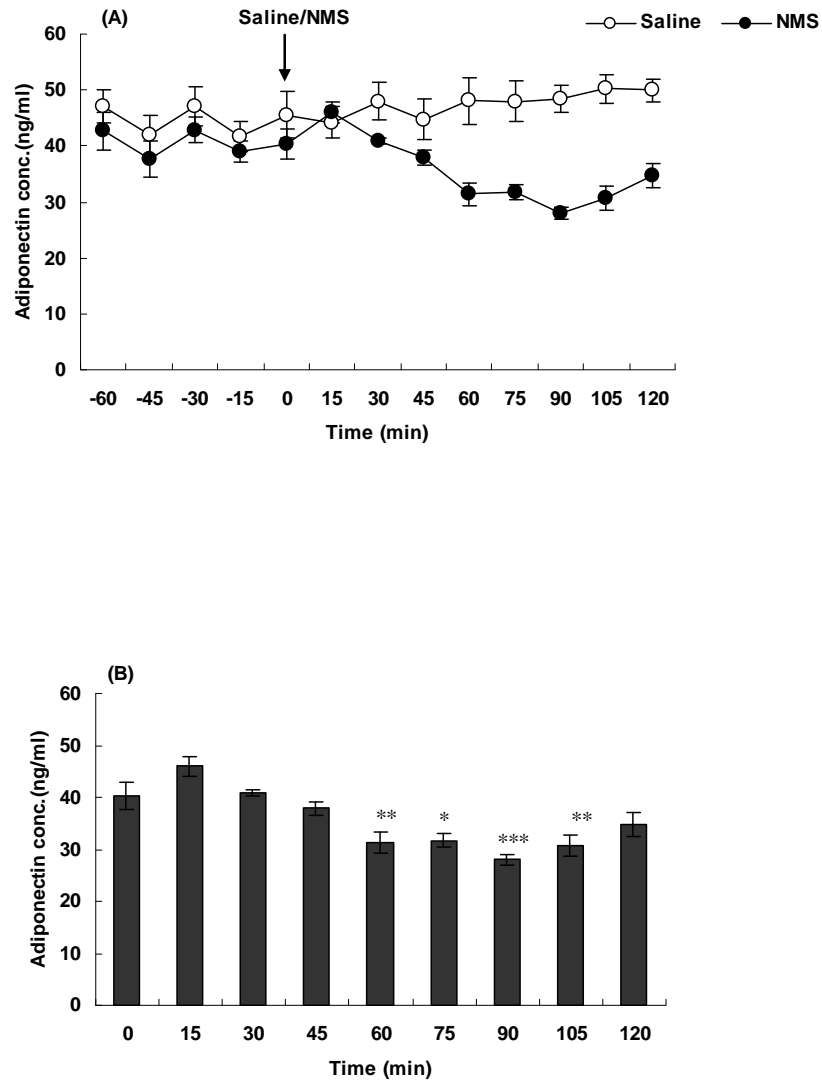 (A)
Saline/NMS
Saline NMS
Adiponectin conc.(ng/ml)
60
50
40
30
20
10
0
-60 -45 -30 -15 0 15 30 45 60 75 90 105 120
Time (min)
(B)
Adiponectin conc.(ng/ml)
60
50
40
30
20
10
0
** * *** **
0 15 30 45 60 75 90 105 120
Time (min)